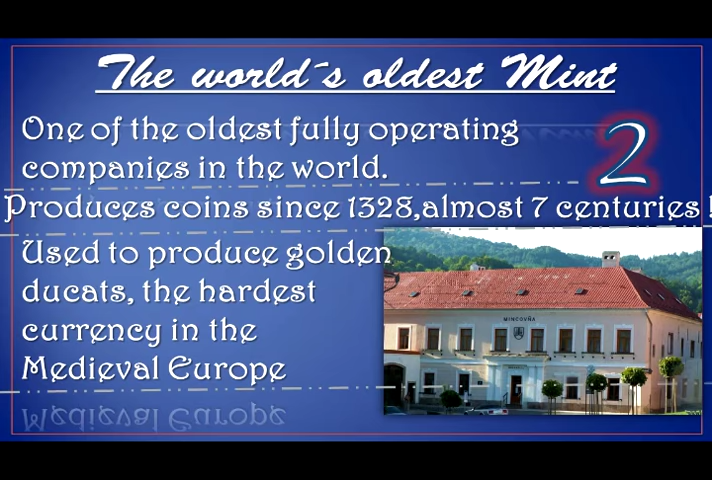 The world´s oldest Mint
One of the oldest fully operating
companies in the world.
2
Produces coins since 1328,almost 7 centuries !
Used to produce golden
ducats, the hardest
currency in the
Medieval Europe
MINCOVŇA